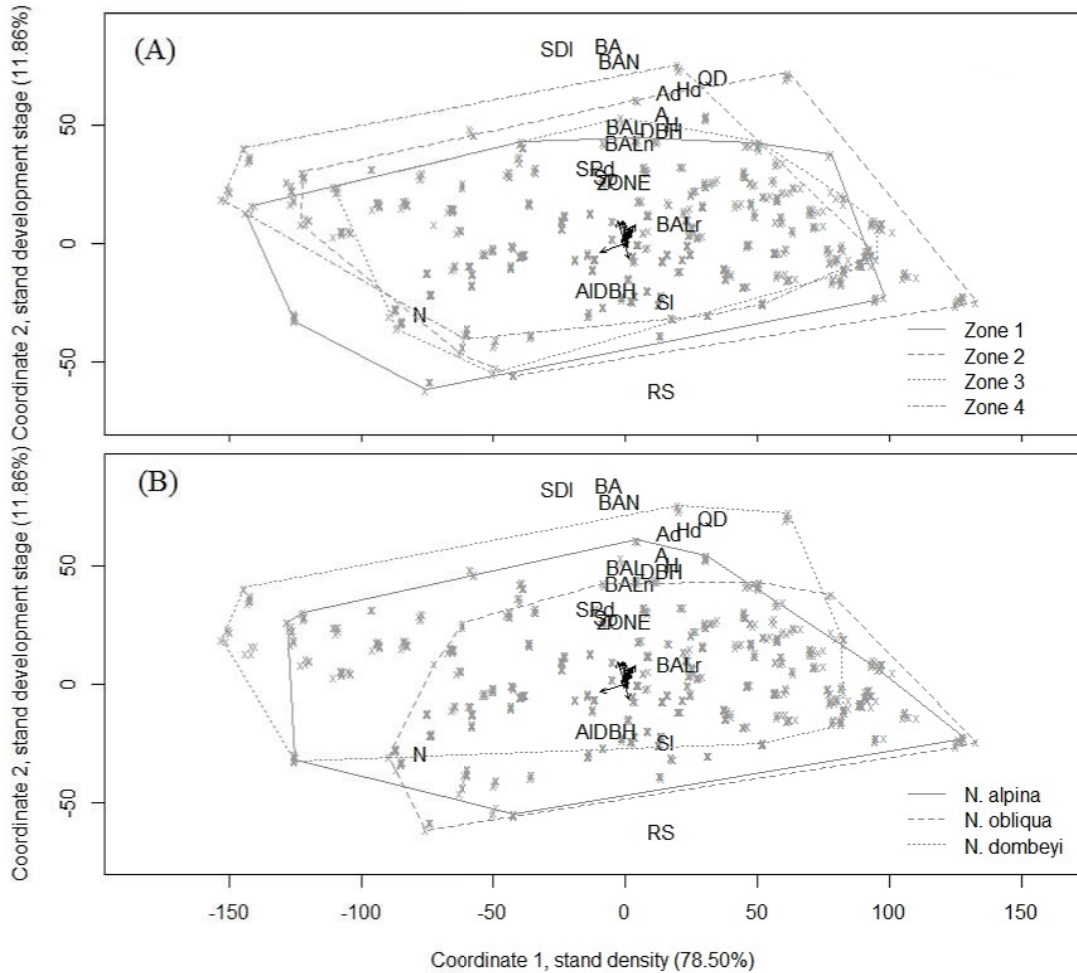 Coordinate 2, stand development stage (11.86%)
(A)
SDI BA
BAN
QD
Ad Hd
A H
BAL DBH
BALn
SPd
Sp
ZONE
BALr
AIDBH SI
N
RS
50
0
-50
Zone 1
Zone 2
Zone 3
Zone 4
Coordinate 2, stand development stage (11.86%)
(B)
SDI BA
BAN
QD
Ad Hd
A H
BAL DBH
BALn
SPd
Sp
ZONE
BALr
AIDBH SI
N
RS
50
0
-50
N. alpina
N. obliqua
N. dombeyi
-150 -100 -50 0 50 100 150
Coordinate 1, stand density (78.50%)